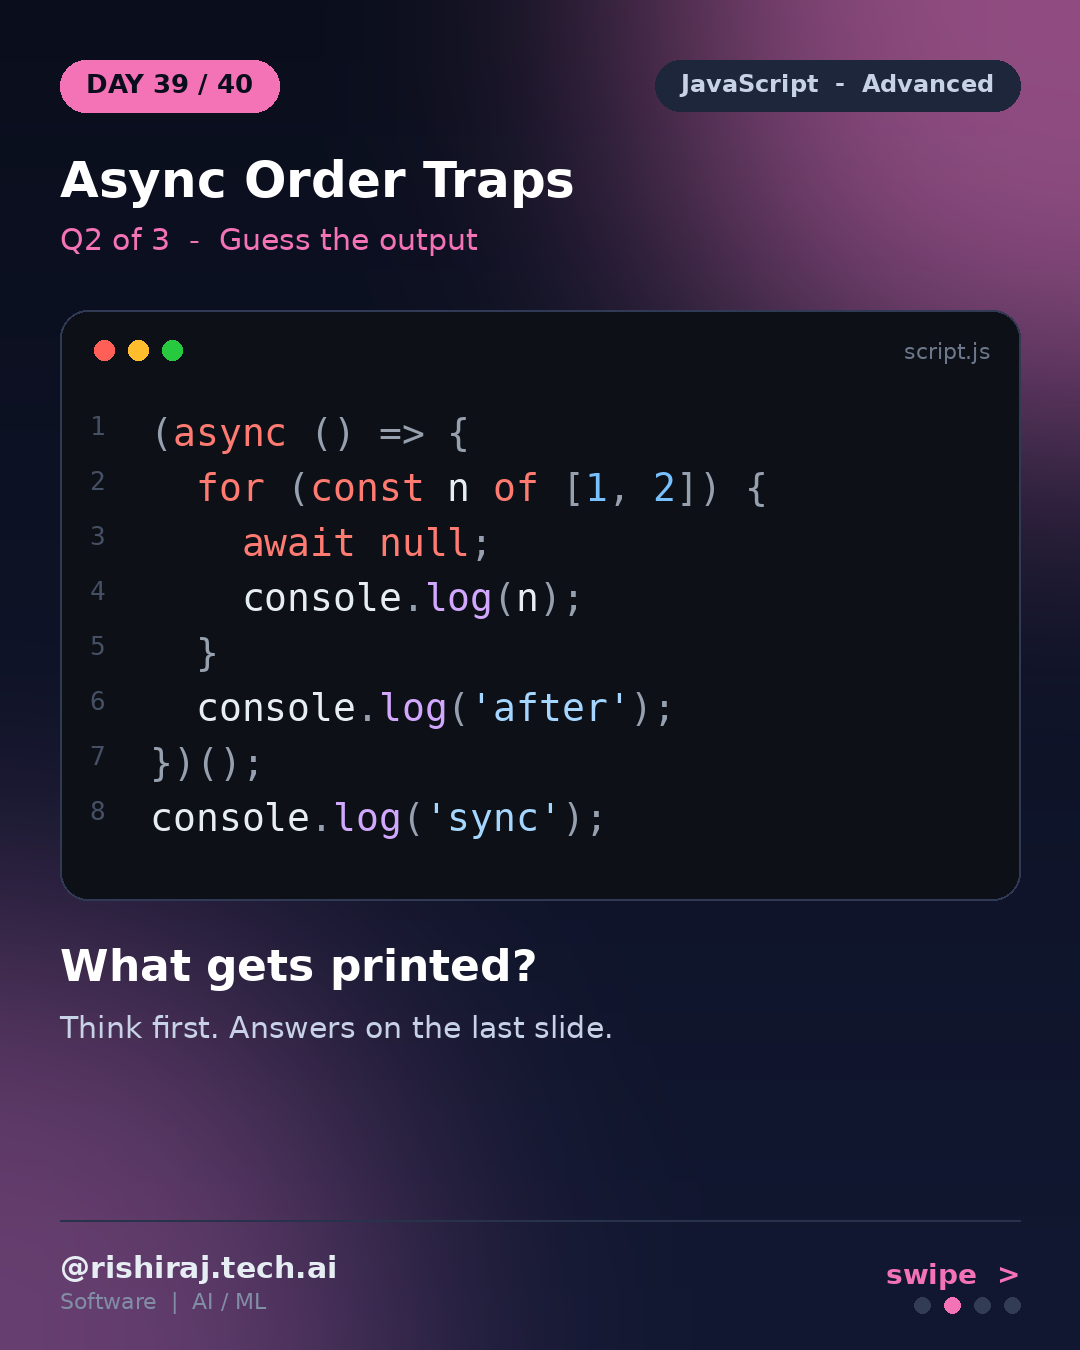 DAY 39 / 40
JavaScript - Advanced
Async Order Traps
Q2 of 3 - Guess the output
script.js
1 (async () => {
2   for (const n of [1, 2]) {
3     await null;
4     console.log(n);
5   }
6   console.log('after');
7 })();
8 console.log('sync');
What gets printed?
Think first. Answers on the last slide.
@rishiraj.tech.ai
Software | AI / ML
swipe >